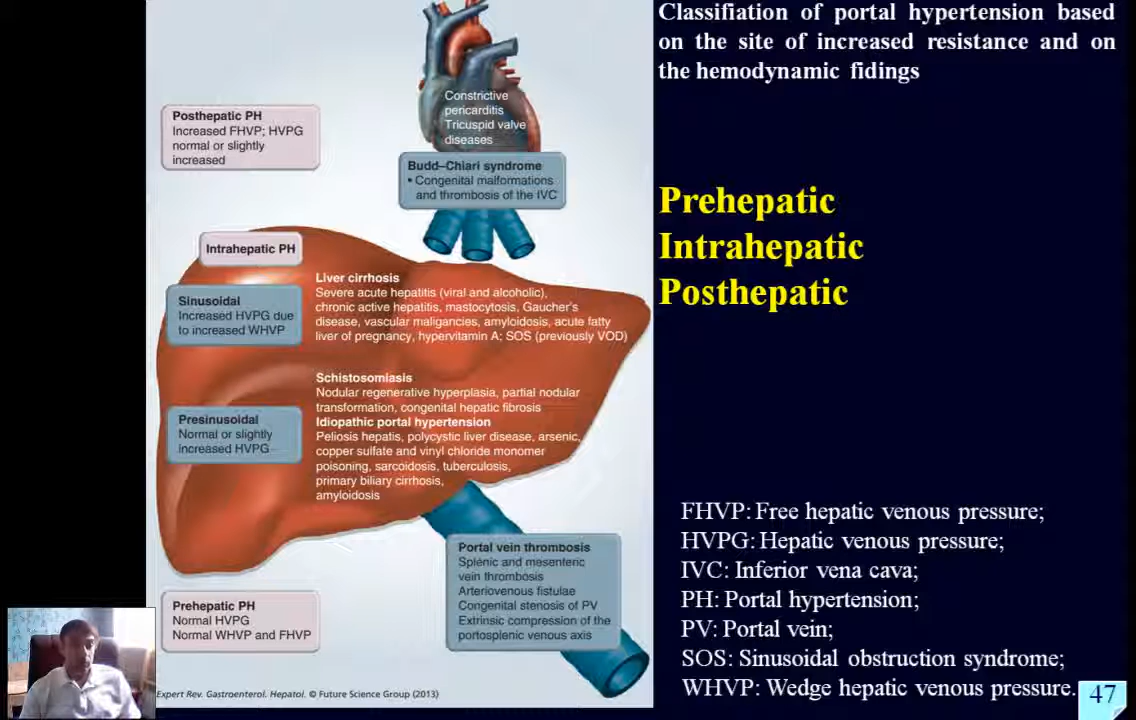 Classifiation of portal hypertension based
on the site of increased resistance and on
the hemodynamic fidings
Constrictive
pericarditis
Tricuspid valve
diseases
Posthepatic PH
Increased FHVP; HVPG
normal or slightly
increased
Budd–Chiari syndrome
• Congenital malformations
and thrombosis of the IVC
Prehepatic
Intrahepatic
Posthepatic
Intrahepatic PH
Sinusoidal
Increased HVPG due
to increased WHVP
Liver cirrhosis
Severe acute hepatitis (viral and alcoholic),
chronic active hepatitis, mastocytosis, Gaucher's
disease, vascular maligancies, amyloidosis, acute fatty
liver of pregnancy, hypervitamin A; SOS (previously VOD)
Presinusoidal
Normal or slightly
increased HVPG
Schistosomiasis
Nodular regenerative hyperplasia, partial nodular
transformation, congenital hepatic fibrosis
Idiopathic portal hypertension
Peliosis hepatis, polycystic liver disease, arsenic,
copper sulfate and vinyl chloride monomer
poisoning, sarcoidosis, tuberculosis,
primary biliary cirrhosis,
amyloidosis
Portal vein thrombosis
Splenic and mesenteric
vein thrombosis
Arteriovenous fistulae
Congenital stenosis of PV
Extrinsic compression of the
portosplenic venous axis
Prehepatic PH
Normal HVPG
Normal WHVP and FHVP
Expert Rev. Gastroenterol. Hepatol. © Future Science Group (2013)
FHVP: Free hepatic venous pressure;
HVPG: Hepatic venous pressure;
IVC: Inferior vena cava;
PH: Portal hypertension;
PV: Portal vein;
SOS: Sinusoidal obstruction syndrome;
WHVP: Wedge hepatic venous pressure.
47